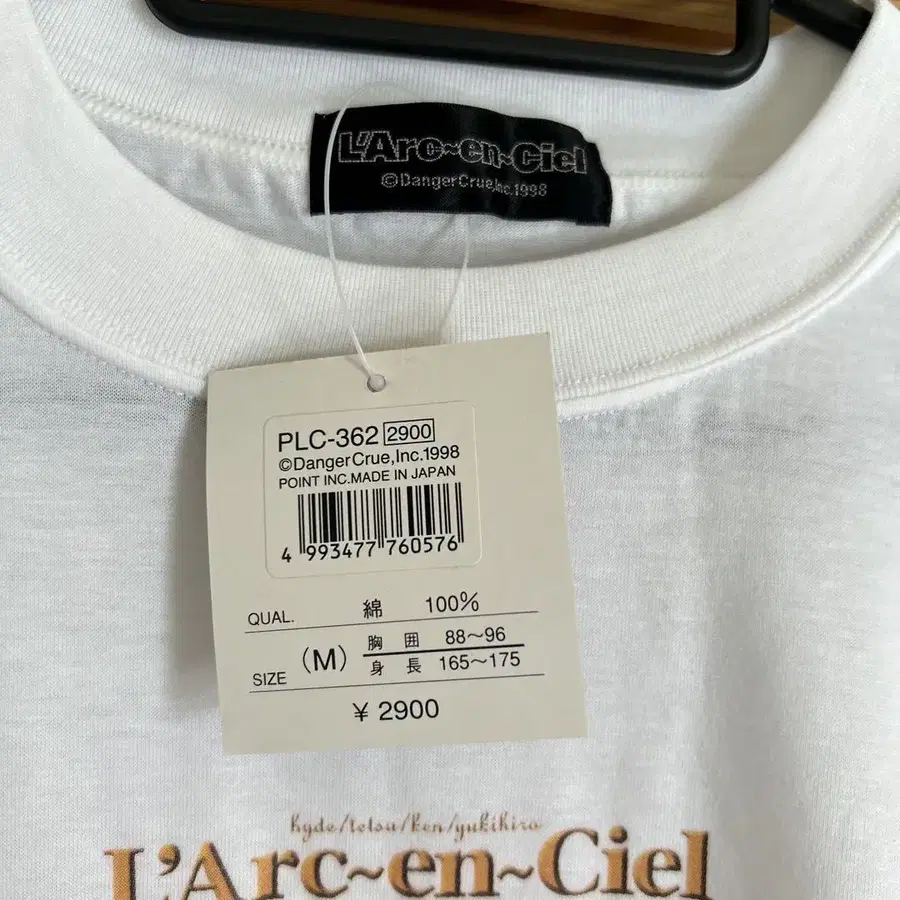 L'Arc~en~Ciel
©DangerCrue,Inc.1998
PLC-362 2900
©DangerCrue,Inc.1998
POINT INC.MADE IN JAPAN
4 993477 760576
QUAL. 綿 100%
SIZE (M) 胸囲 88～96
身長 165～175
¥ 2900
hyde/tetsu/ken/yukihiro
L'Arc~en~Ciel